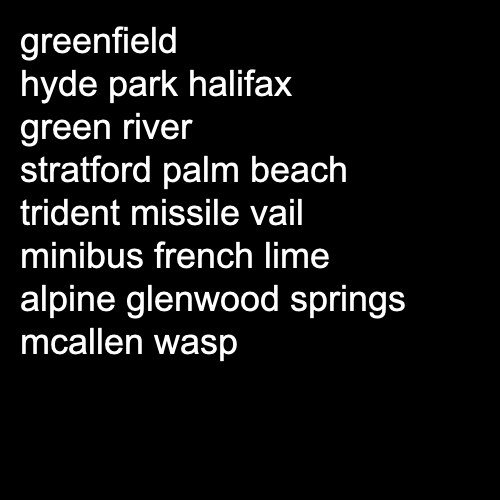 greenfield
hyde park halifax
green river
stratford palm beach
trident missile vail
minibus french lime
alpine glenwood springs
mcallen wasp